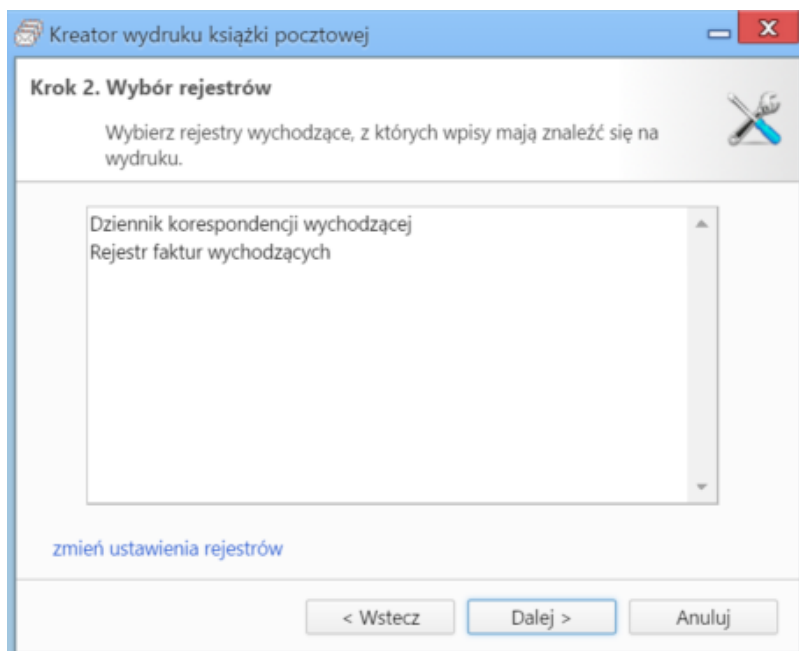 Kreator wydruku książki pocztowej
Krok 2. Wybór rejestrów
Wybierz rejestry wychodzące, z których wpisy mają znaleźć się na
wydruku.
Dziennik korespondencji wychodzącej
Rejestr faktur wychodzących
zmień ustawienia rejestrów
< Wstecz
Dalej >
Anuluj